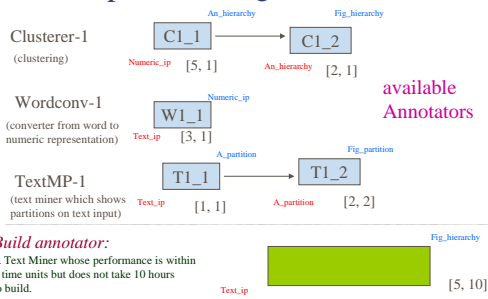 An_hierarchy
Fig_hierarchy
Clusterer-1
C1_1
C1_2
(clustering)
Numeric_ip
[5, 1]
An_hierarchy
[2, 1]
available
Annotators
Wordconv-1
Numeric_ip
W1_1
(converter from word to
numeric representation)
Text_ip
[3, 1]
A_partition
Fig_partition
TextMP-1
T1_1
T1_2
(text miner which shows
partitions on text input)
Text_ip
[1, 1]
A_partition
[2, 2]
Build annotator:
Text Miner whose performance is within
time units but does not take 10 hours
build.
Fig_hierarchy
Text_ip
[5, 10]